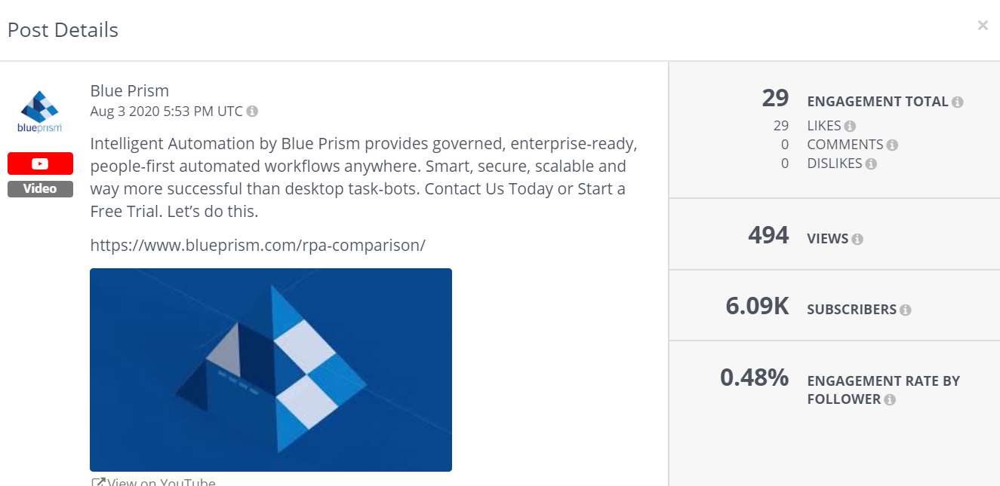 Post Details
×
blueprism
Video
Blue Prism
Aug 3 2020 5:53 PM UTC
Intelligent Automation by Blue Prism provides governed, enterprise-ready,
people-first automated workflows anywhere. Smart, secure, scalable and
way more successful than desktop task-bots. Contact Us Today or Start a
Free Trial. Let’s do this.
https://www.blueprism.com/rpa-comparison/
View on YouTube
29 ENGAGEMENT TOTAL
29 LIKES
0 COMMENTS
0 DISLIKES
494 VIEWS
6.09K SUBSCRIBERS
0.48% ENGAGEMENT RATE BY
FOLLOWER